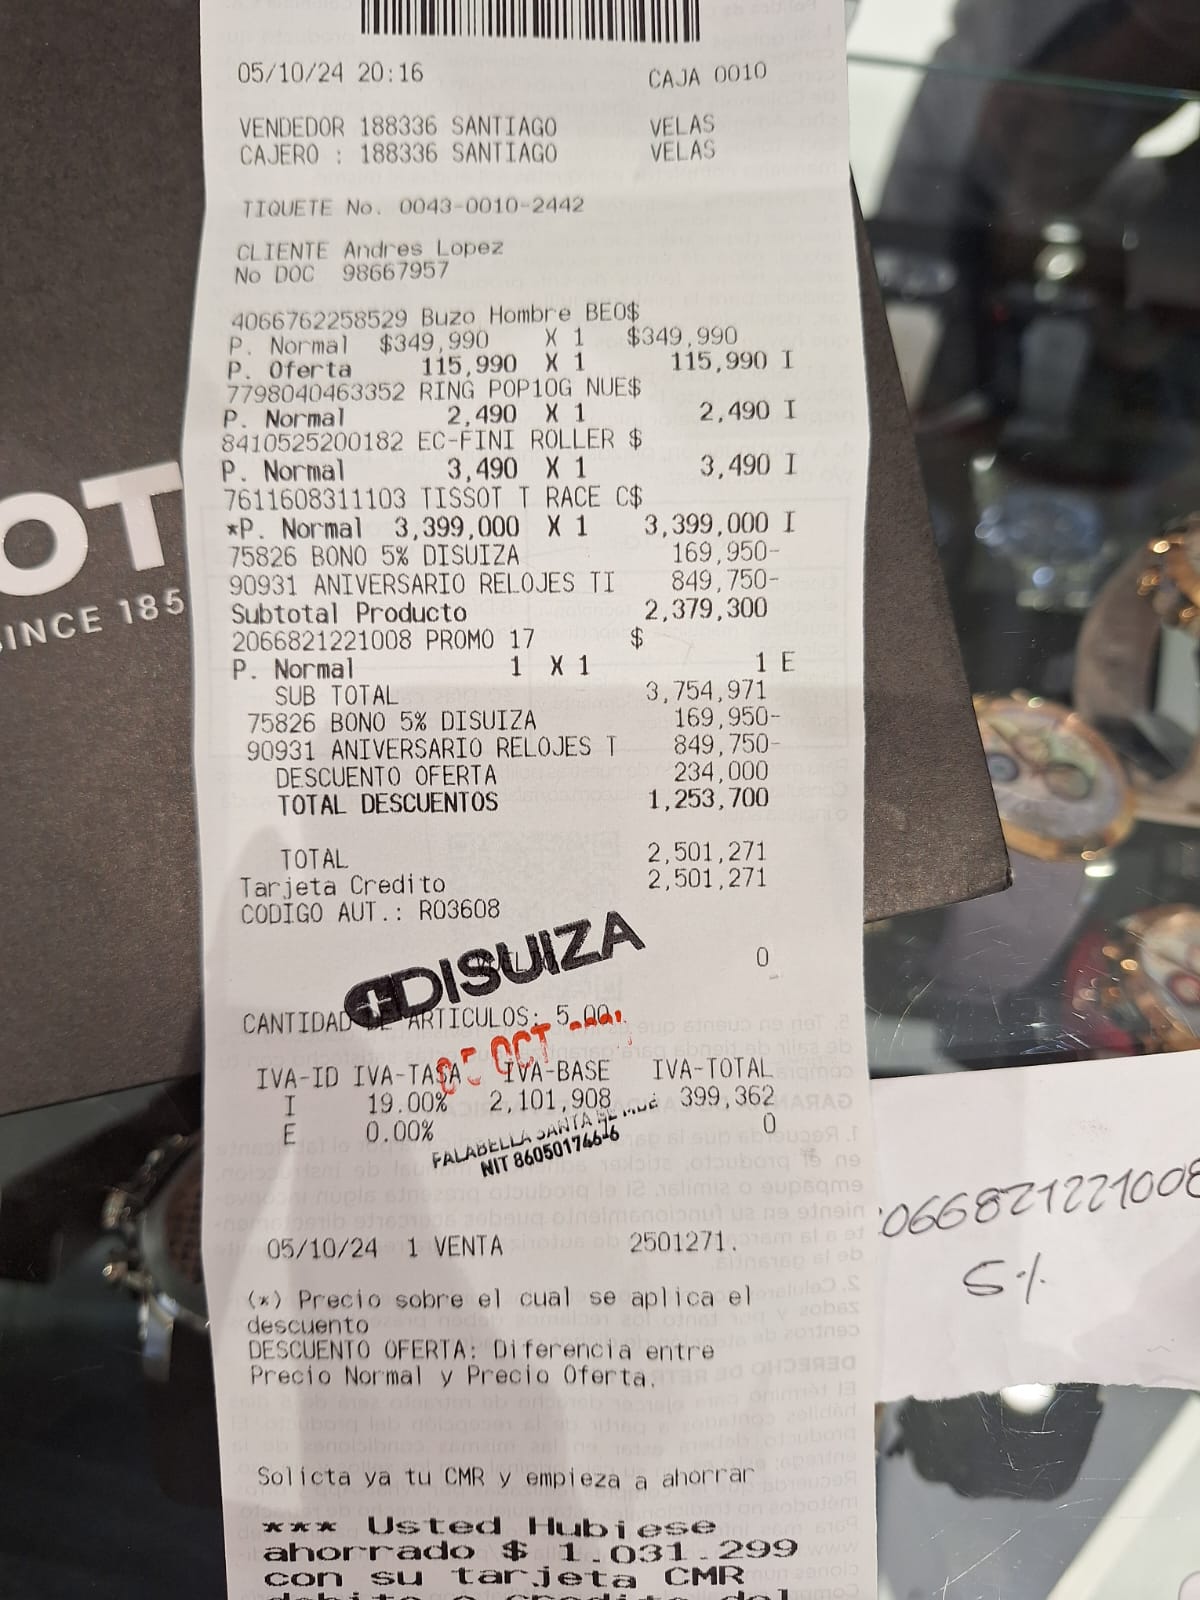 05/10/24 20:16 CAJA 0010
VENDEDOR 188336 SANTIAGO VELAS
CAJERO : 188336 SANTIAGO VELAS
TIQUETE No. 0043-0010-2442
CLIENTE Andres Lopez
No DOC 98667957
4066762258529 Buzo Hombre BEO$
P. Normal $349,990 X 1 $349,990
P. Oferta 115,990 X 1 115,990 I
7798040463352 RING POP10G NUE$
P. Normal 2,490 X 1 2,490 I
8410525200182 EC-FINI ROLLER $
P. Normal 3,490 X 1 3,490 I
7611608311103 TISSOT T RACE C$
*P. Normal 3,399,000 X 1 3,399,000 I
75826 BONO 5% DISUIZA 169,950-
90931 ANIVERSARIO RELOJES TI 849,750-
Subtotal Producto 2,379,300
2066821221008 PROMO 17 $
P. Normal 1 X 1 1 E
SUB TOTAL 3,754,971
75826 BONO 5% DISUIZA 169,950-
90931 ANIVERSARIO RELOJES T 849,750-
DESCUENTO OFERTA 234,000
TOTAL DESCUENTOS 1,253,700
TOTAL 2,501,271
Tarjeta Credito 2,501,271
CODIGO AUT.: R03608
DISUIZA
0
CANTIDAD DE ARTICULOS: 5.00.
OCT
IVA-ID IVA-TASA IVA-BASE IVA-TOTAL
I 19.00% 2,101,908 399,362
E 0.00% 0
FALABELLA SANTA
NIT 860501746-6
05/10/24 1 VENTA 2501271.
(*) Precio sobre el cual se aplica el
descuento
DESCUENTO OFERTA: Diferencia entre
Precio Normal y Precio Oferta.
Solicta ya tu CMR y empieza a ahorrar
*** Usted Hubiese
ahorrado $ 1.031.299
con su tarjeta CMR
OT
SINCE 185
066821221008
5%